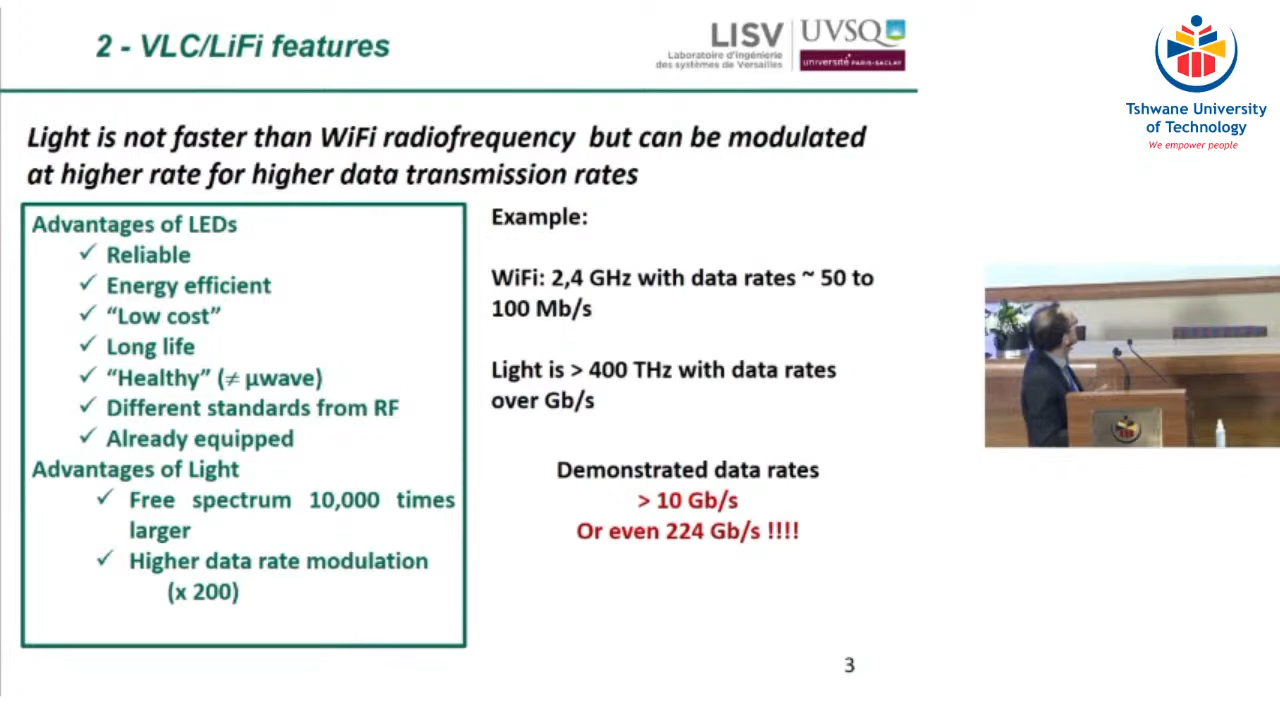 2 - VLC/LiFi features
LISV
Laboratoire d'ingénierie
des systèmes de Versailles
UVSQ
université PARIS-SACLAY
Tshwane University
of Technology
We empower people
Light is not faster than WiFi radiofrequency but can be modulated
at higher rate for higher data transmission rates
Advantages of LEDs
✓ Reliable
✓ Energy efficient
✓ “Low cost”
✓ Long life
✓ “Healthy” (≠ µwave)
✓ Different standards from RF
✓ Already equipped
Advantages of Light
✓ Free spectrum 10,000 times
larger
✓ Higher data rate modulation
(x 200)
Example:
WiFi: 2,4 GHz with data rates ~ 50 to
100 Mb/s
Light is > 400 THz with data rates
over Gb/s
Demonstrated data rates
> 10 Gb/s
Or even 224 Gb/s !!!!
3